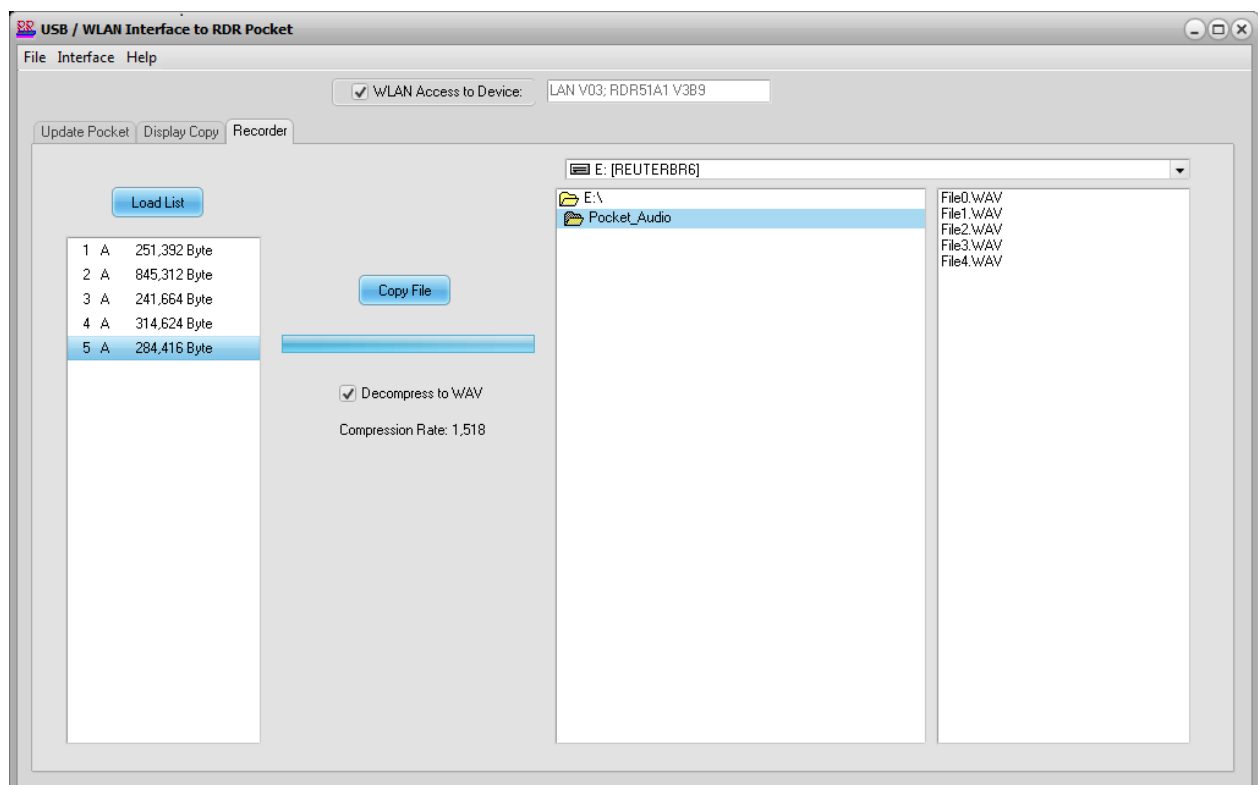 USB / WLAN Interface to RDR Pocket
File Interface Help
WLAN Access to Device: LAN V03; RDR51A1 V3B9
Update Pocket Display Copy Recorder
E: [REUTERBR6]
Load List
E:\
Pocket_Audio
File0.WAV
File1.WAV
File2.WAV
File3.WAV
File4.WAV
1 A 251,392 Byte
2 A 845,312 Byte
3 A 241,664 Byte
4 A 314,624 Byte
5 A 284,416 Byte
Copy File
Decompress to WAV
Compression Rate: 1,518